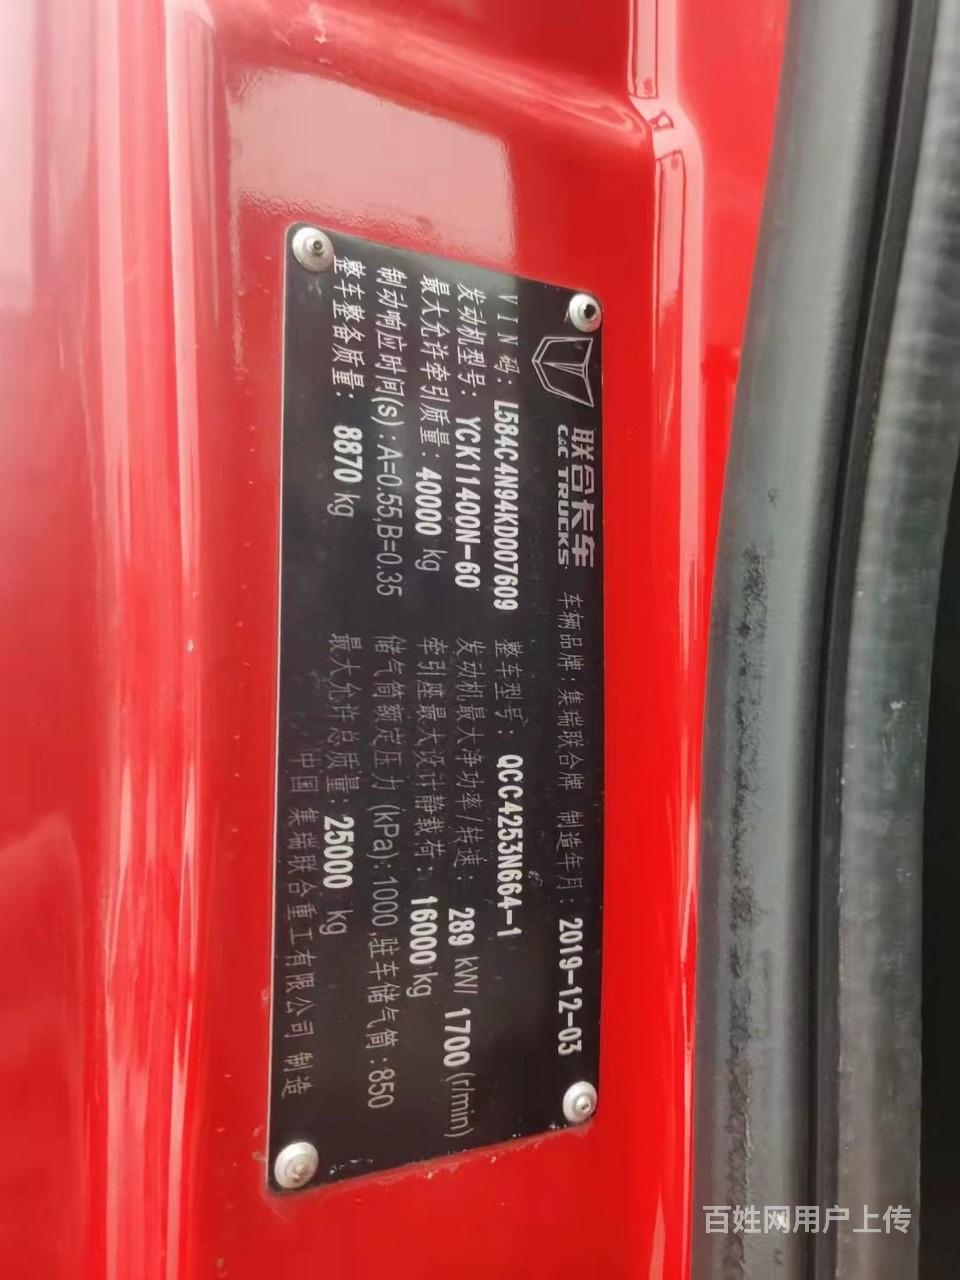 联合卡车
C&C TRUCKS
车辆品牌：集瑞联合牌 制造年月：2019-12-03
VIN码：L584C4N94KD007609 整车型号：QCC4253N664-1
发动机型号：YCK11400N-60 发动机最大净功率/转速：289 kW/ 1700 (r/min)
最大允许牵引质量：40000 kg 牵引座最大设计静载荷：16000 kg
制动响应时间(s)：A=0.55,B=0.35 储气筒额定压力 (kPa)：1000,驻车储气筒：850
整车整备质量：8870 kg 最大允许总质量：25000 kg
中国 集瑞联合重工有限公司 制造
百姓网用户上传